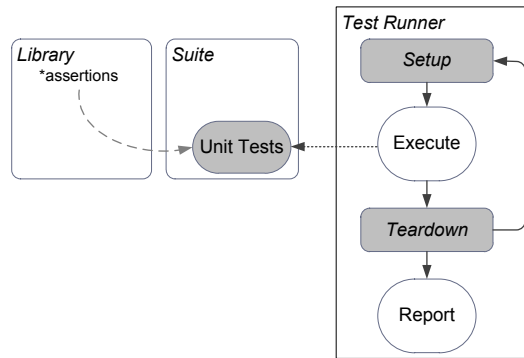 Test Runner
Library
*assertions
Suite
Setup
Unit Tests
Execute
Teardown
Report